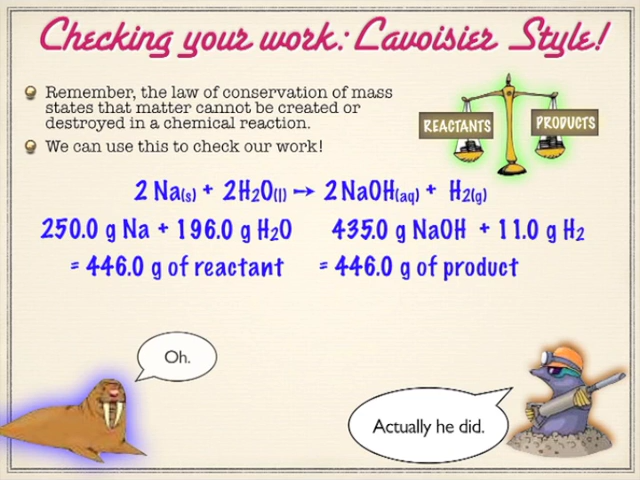 Checking your work: Lavoisier Style!
Remember, the law of conservation of mass
states that matter cannot be created or
destroyed in a chemical reaction.
We can use this to check our work!
REACTANTS
PRODUCTS
2 Na(s) + 2H2O(l) → 2 NaOH(aq) + H2(g)
250.0 g Na + 196.0 g H2O 435.0 g NaOH + 11.0 g H2
= 446.0 g of reactant = 446.0 g of product
Oh.
Actually he did.